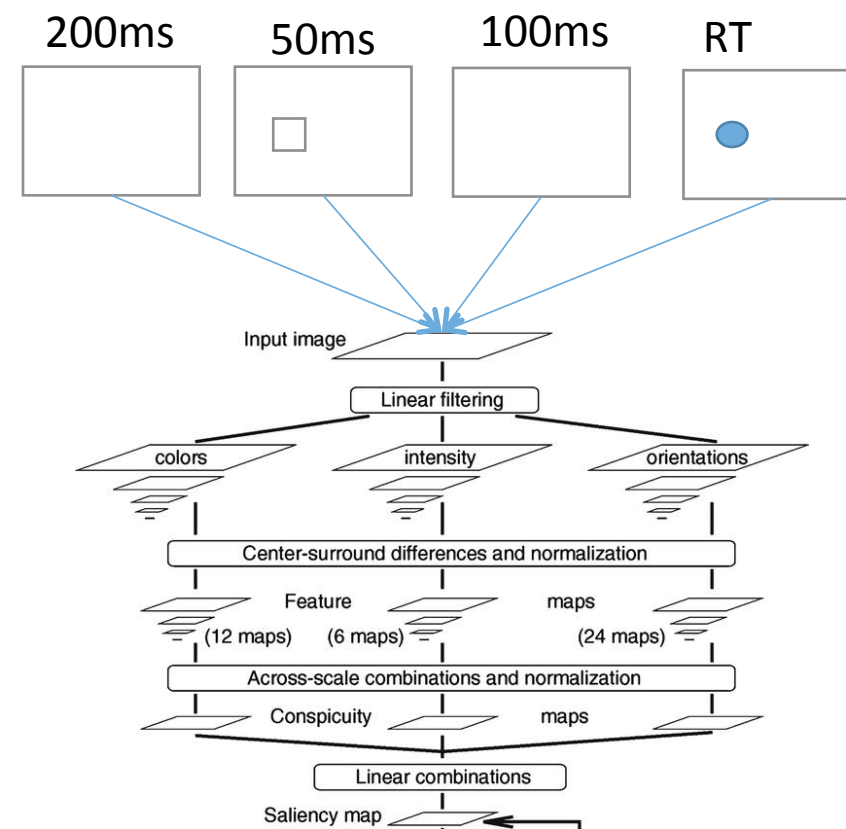 200ms 50ms 100ms RT
Input image
Linear filtering
colors intensity orientations
Center-surround differences and normalization
Feature maps
(12 maps) (6 maps) (24 maps)
Across-scale combinations and normalization
Conspicuity maps
Linear combinations
Saliency map